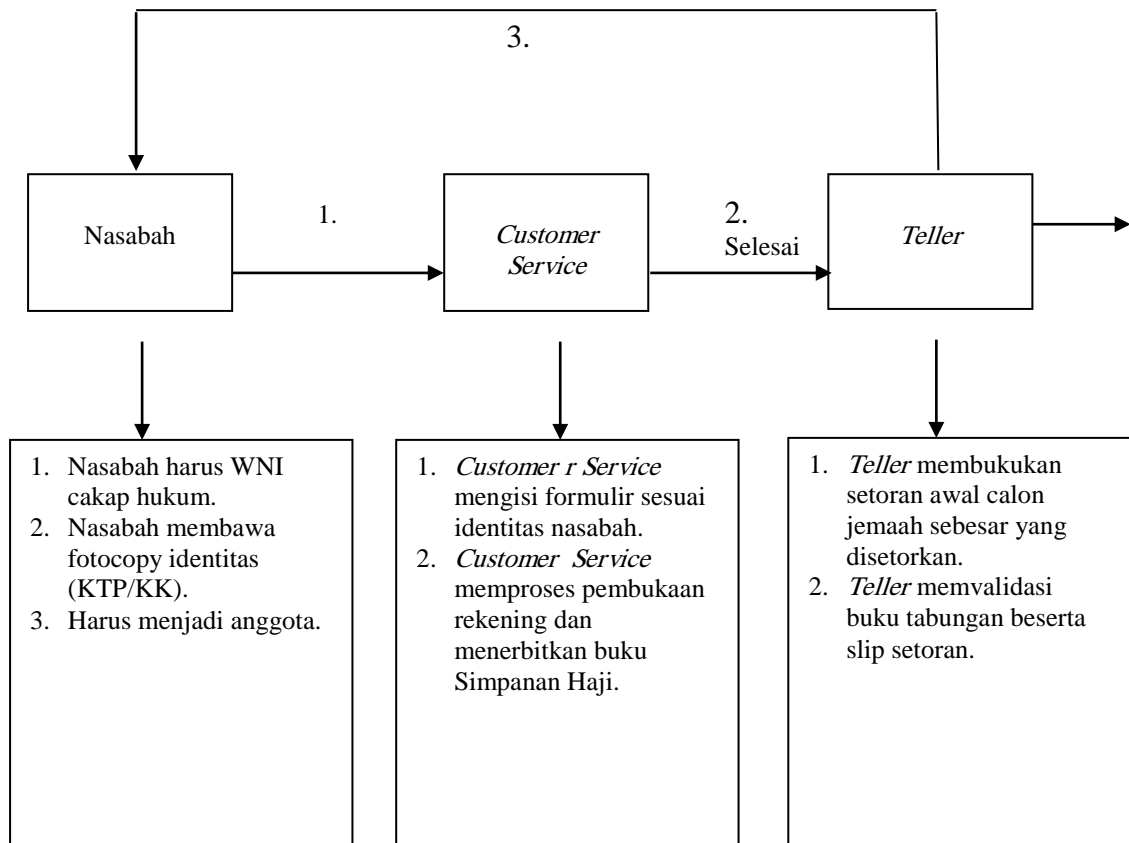 3.
Nasabah
1.
Customer
Service
2.
Selesai
Teller
1. Nasabah harus WNI
cakap hukum.
2. Nasabah membawa
fotocopy identitas
(KTP/KK).
3. Harus menjadi anggota.
1. Customer r Service
mengisi formulir sesuai
identitas nasabah.
2. Customer Service
memproses pembukaan
rekening dan
menerbitkan buku
Simpanan Haji.
1. Teller membukukan
setoran awal calon
jemaah sebesar yang
disetorkan.
2. Teller memvalidasi
buku tabungan beserta
slip setoran.